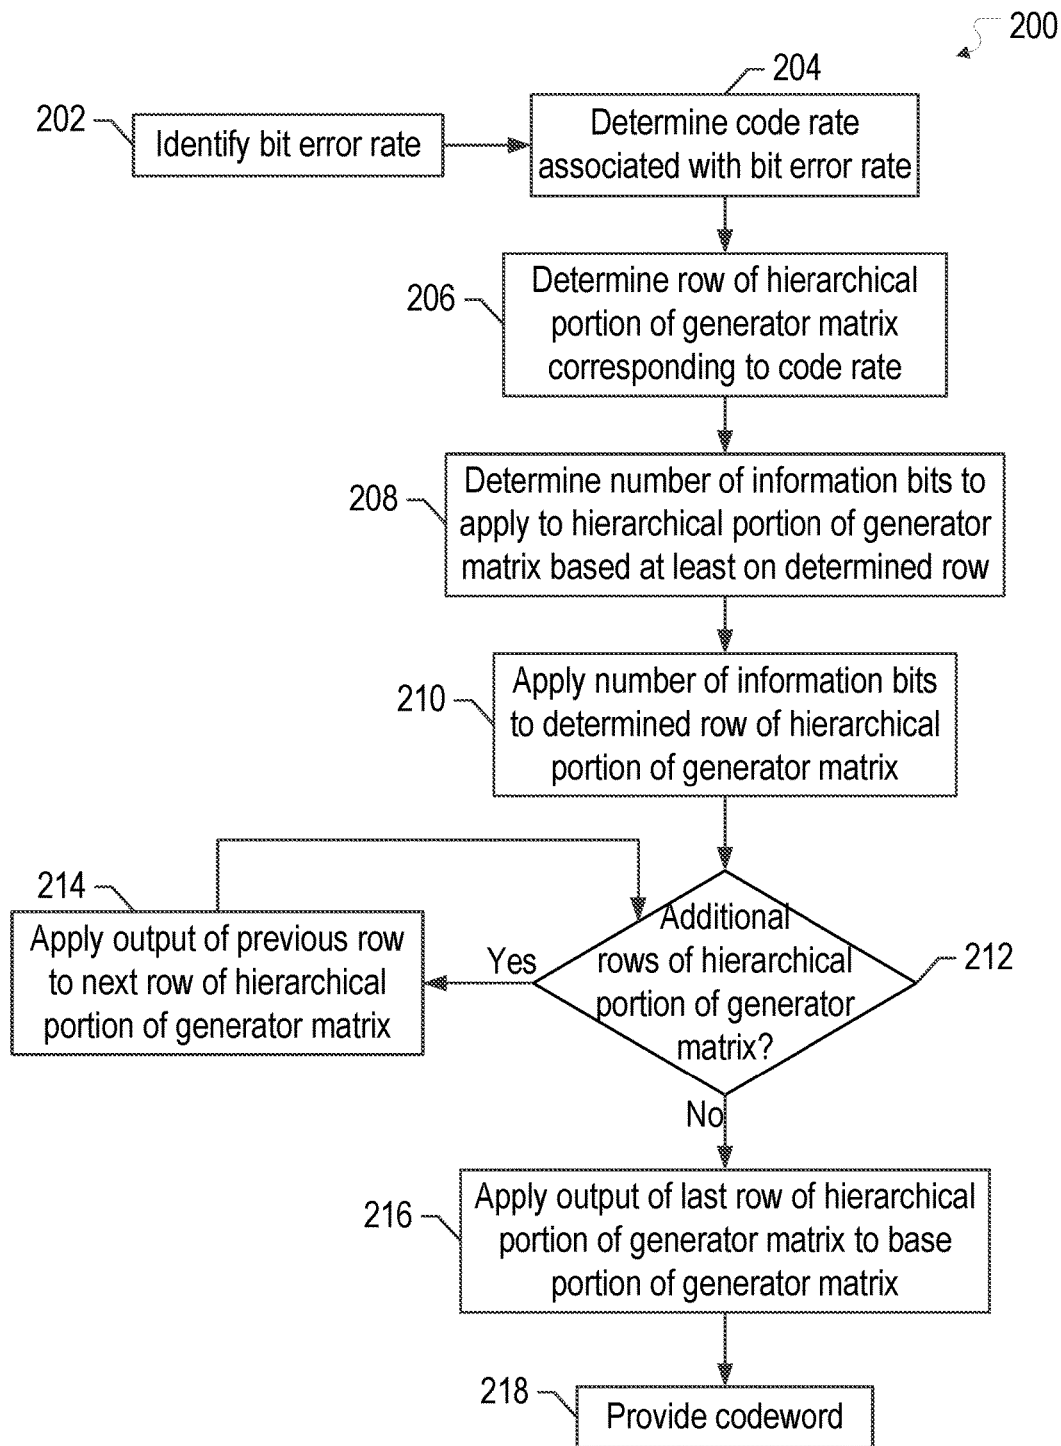 200
202
Identify bit error rate
204
Determine code rate
associated with bit error rate
206
Determine row of hierarchical
portion of generator matrix
corresponding to code rate
208
Determine number of information bits to
apply to hierarchical portion of generator
matrix based at least on determined row
210
Apply number of information bits
to determined row of hierarchical
portion of generator matrix
214
Apply output of previous row
to next row of hierarchical
portion of generator matrix
Yes
Additional
rows of hierarchical
portion of generator
matrix?
212
No
216
Apply output of last row of hierarchical
portion of generator matrix to base
portion of generator matrix
218
Provide codeword